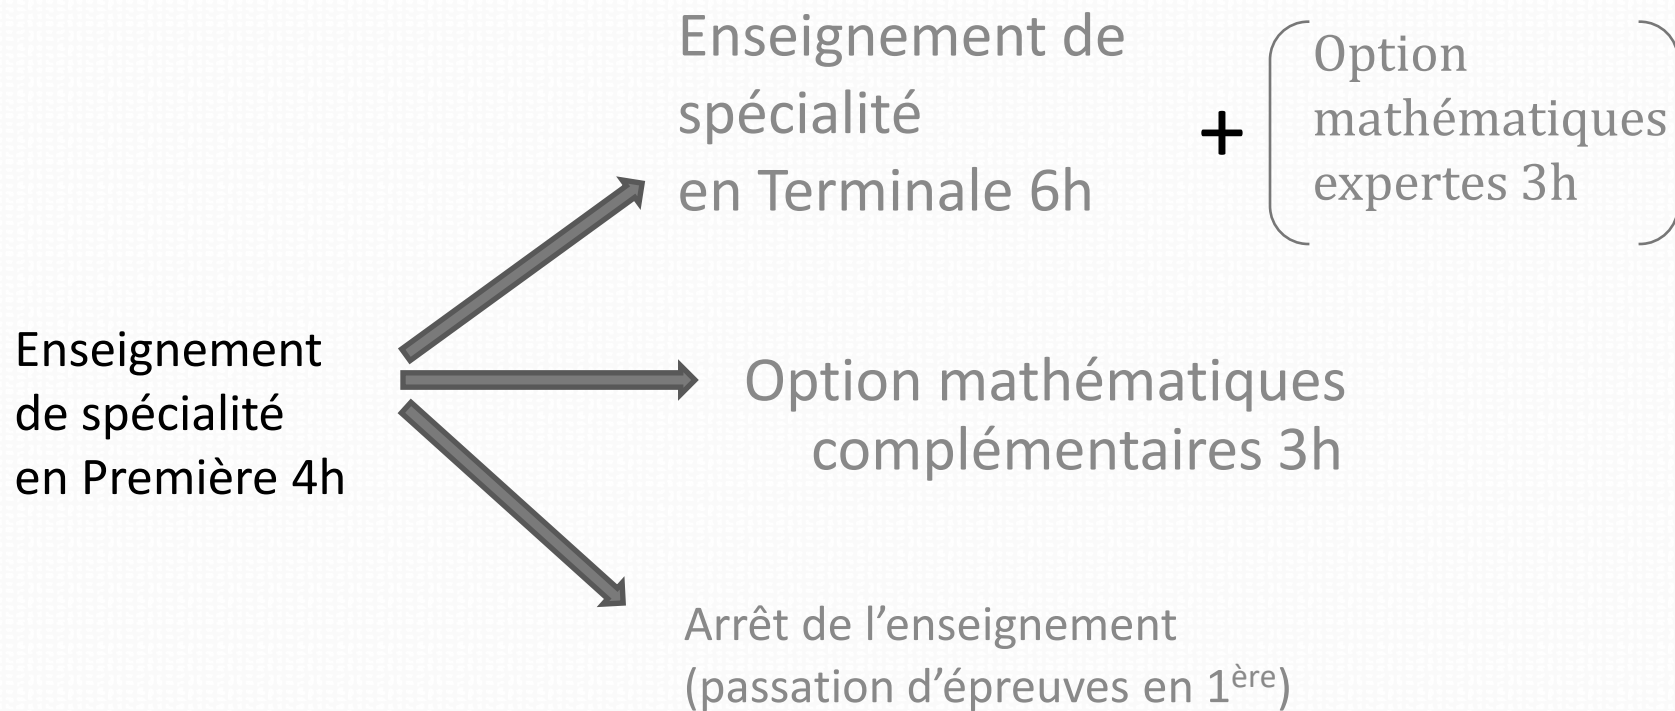 Enseignement de
spécialité
en Terminale 6h
+
Option
mathématiques
expertes 3h
Enseignement
de spécialité
en Première 4h
Option mathématiques
complémentaires 3h
Arrêt de l’enseignement
(passation d’épreuves en 1ère)